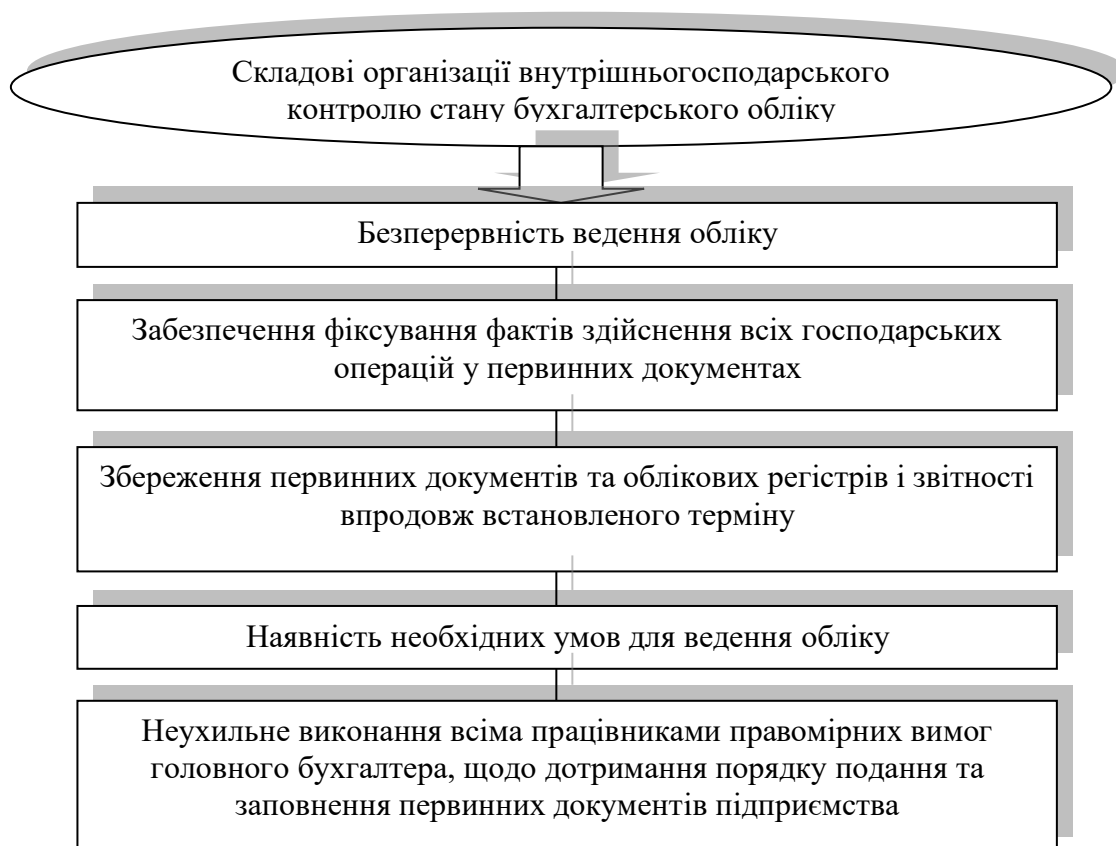 Складові організації внутрішньогосподарського
контролю стану бухгалтерського обліку
Безперервність ведення обліку
Забезпечення фіксування фактів здійснення всіх господарських
операцій у первинних документах
Збереження первинних документів та облікових регістрів і звітності
впродовж встановленого терміну
Наявність необхідних умов для ведення обліку
Неухильне виконання всіма працівниками правомірних вимог
головного бухгалтера, щодо дотримання порядку подання та
заповнення первинних документів підприємства